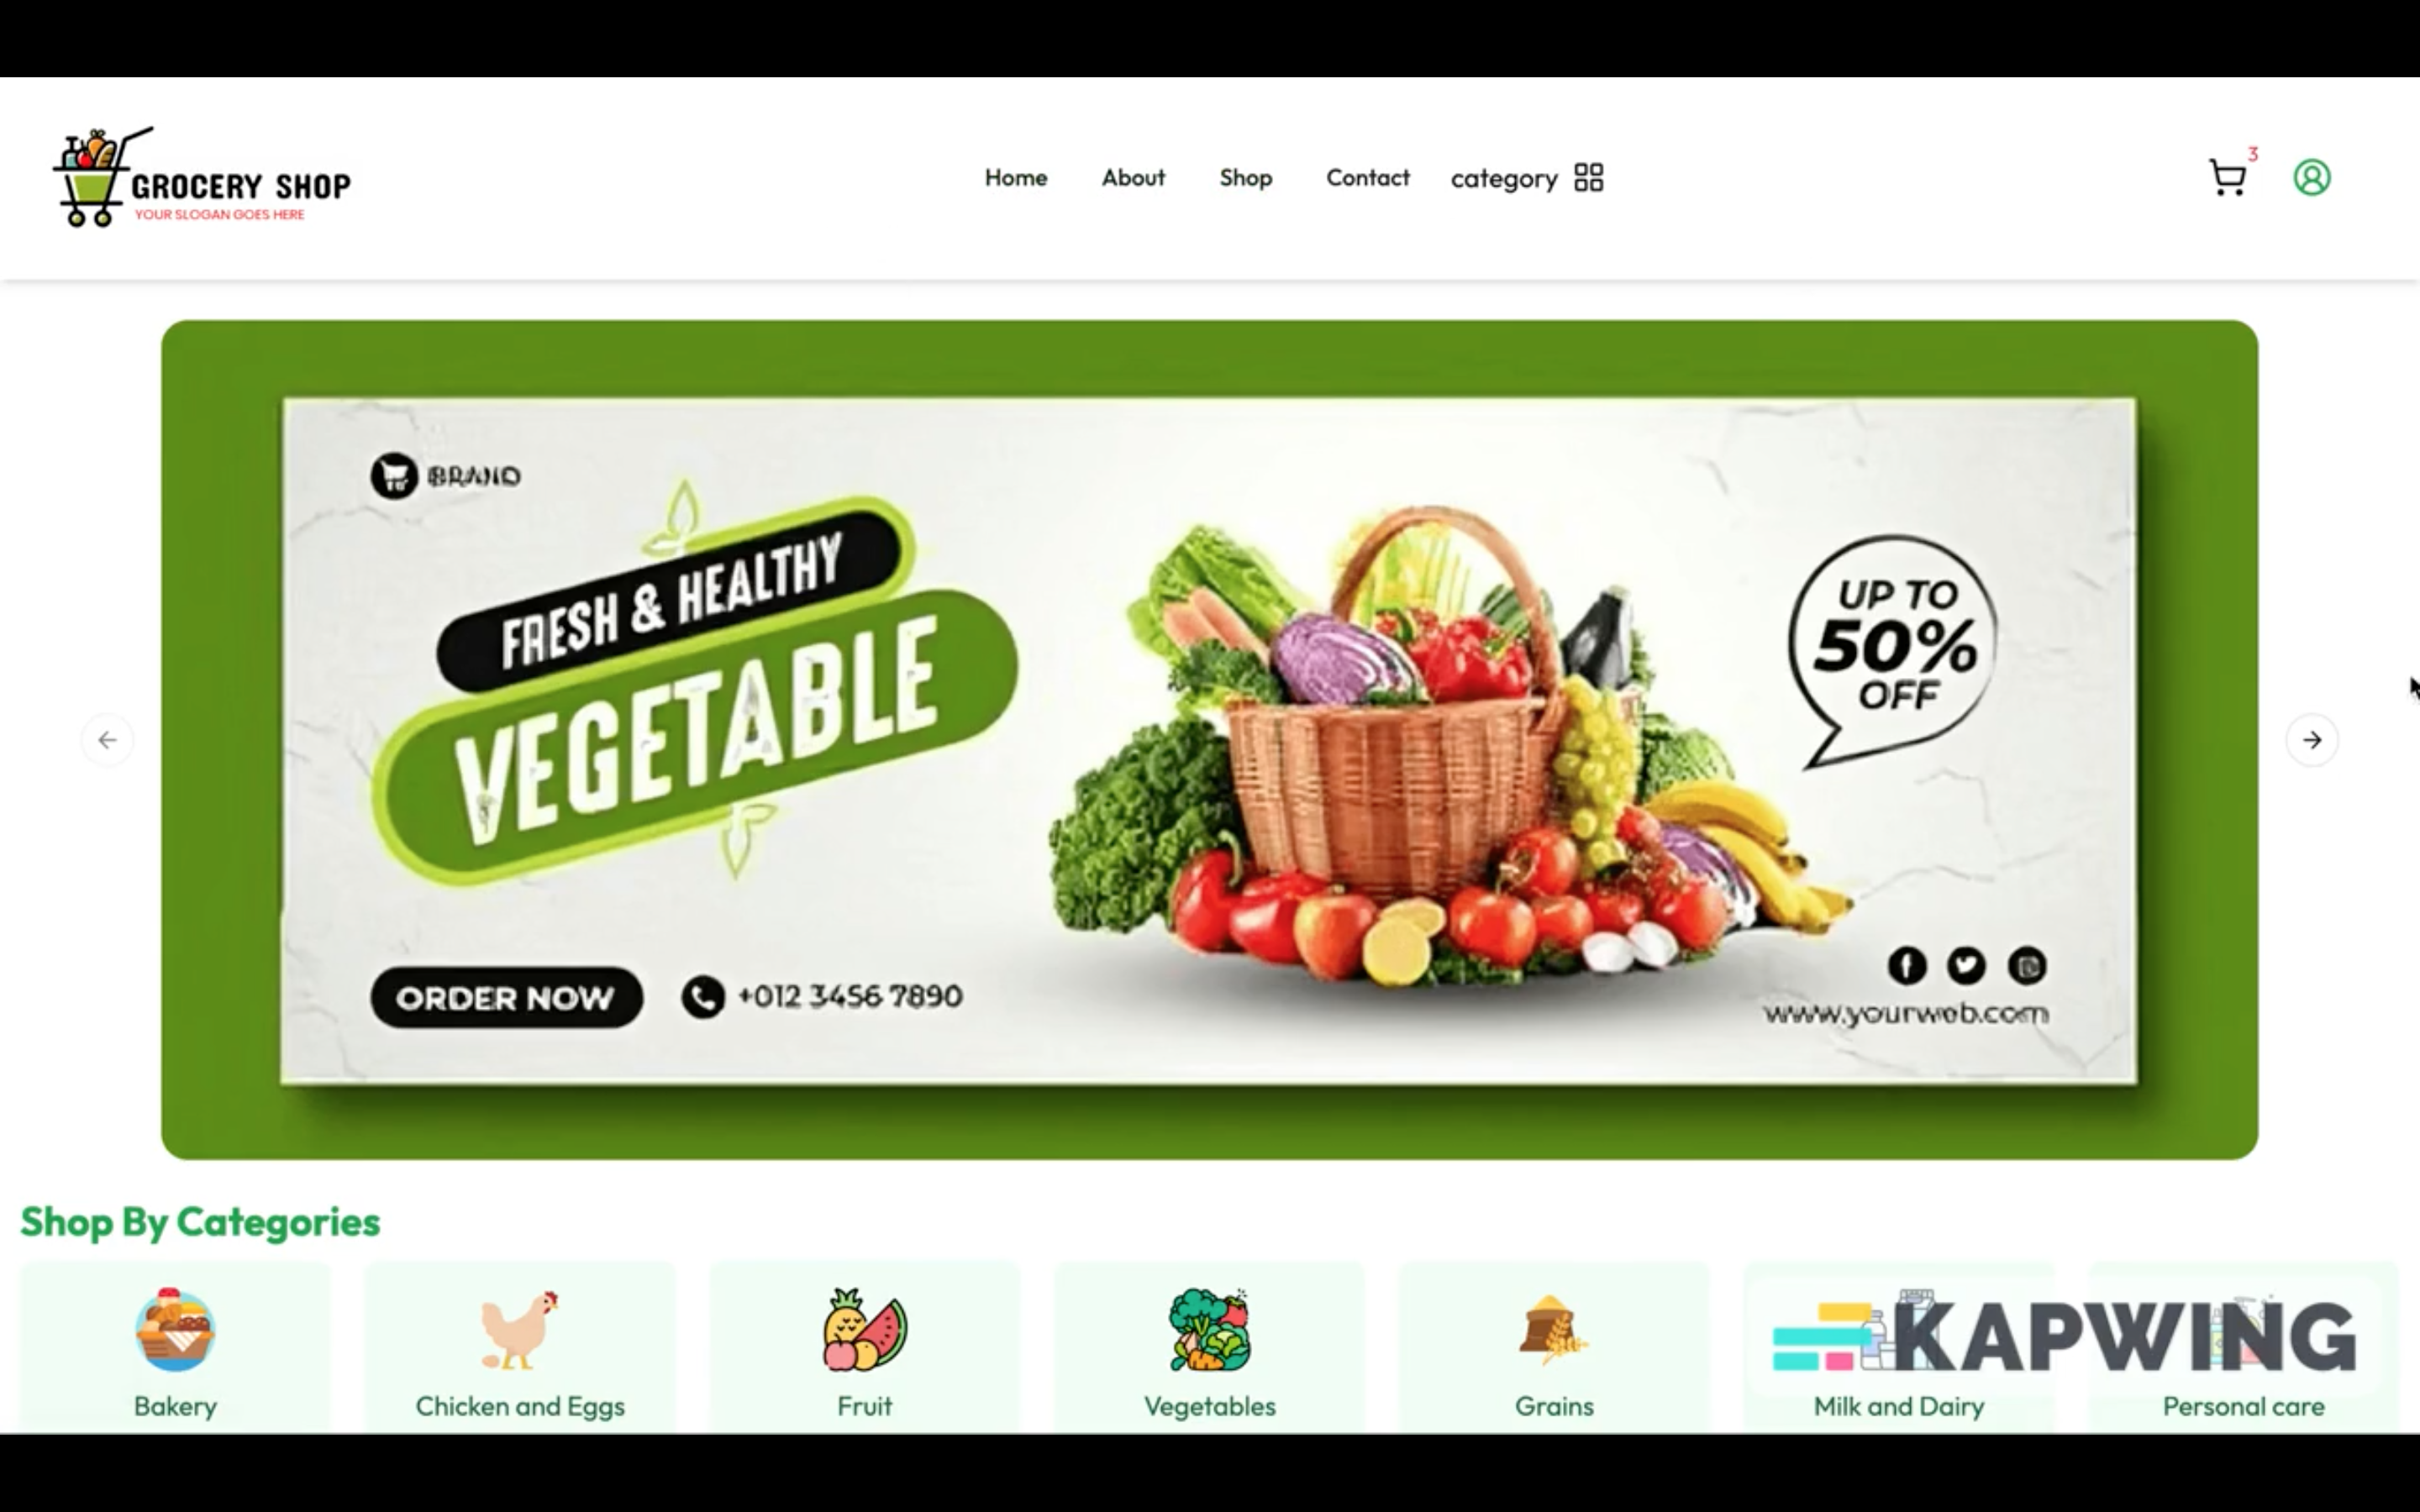 GROCERY SHOP
YOUR SLOGAN GOES HERE
Home About Shop Contact category
3
BRAND
FRESH & HEALTHY
VEGETABLE
UP TO
50%
OFF
ORDER NOW
+012 3456 7890
www.yourweb.com
Shop By Categories
KAPWING
Bakery Chicken and Eggs Fruit Vegetables Grains Milk and Dairy Personal care